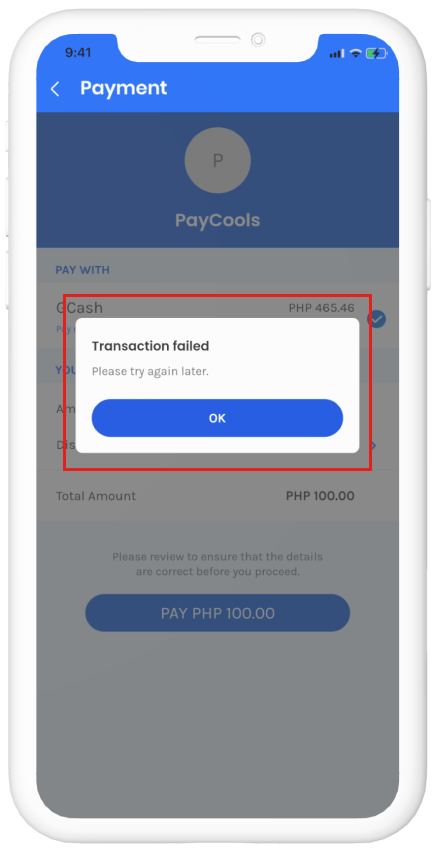 9:41
Payment
P
PayCools
PAY WITH
GCash PHP 465.46
Pay
YOU
Transaction failed
Please try again later.
OK
Am
Dis
Total Amount PHP 100.00
Please review to ensure that the details
are correct before you proceed.
PAY PHP 100.00